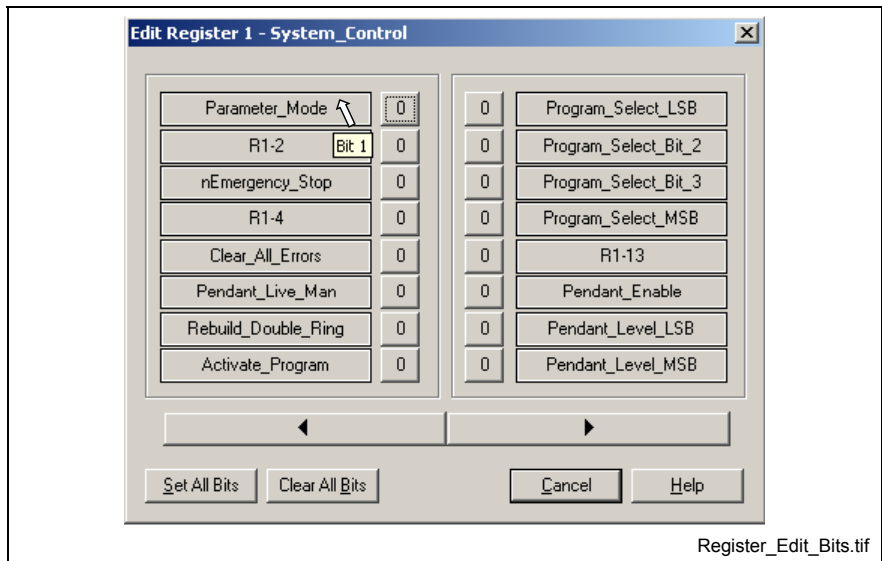 Edit Register 1 - System_Control
Parameter_Mode 0 0 Program_Select_LSB
R1-2 Bit 1 0 0 Program_Select_Bit_2
nEmergency_Stop 0 0 Program_Select_Bit_3
R1-4 0 0 Program_Select_MSB
Clear_All_Errors 0 0 R1-13
Pendant_Live_Man 0 0 Pendant_Enable
Rebuild_Double_Ring 0 0 Pendant_Level_LSB
Activate_Program 0 0 Pendant_Level_MSB
Set All Bits Clear All Bits Cancel Help
Register_Edit_Bits.tif